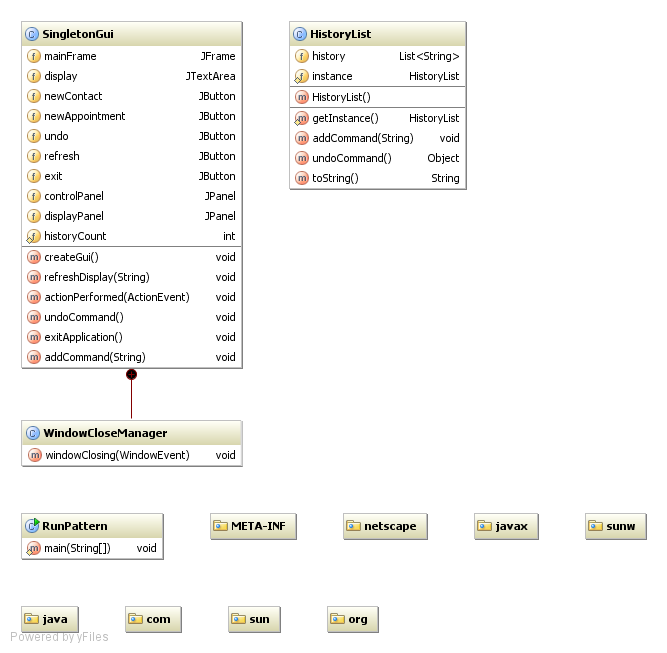 SingletonGui
mainFrame JFrame
display JTextArea
newContact JButton
newAppointment JButton
undo JButton
refresh JButton
exit JButton
controlPanel JPanel
displayPanel JPanel
historyCount int
createGui() void
refreshDisplay(String) void
actionPerformed(ActionEvent) void
undoCommand() void
exitApplication() void
addCommand(String) void
HistoryList
history List<String>
instance HistoryList
HistoryList()
getInstance() HistoryList
addCommand(String) void
undoCommand() Object
toString() String
WindowCloseManager
windowClosing(WindowEvent) void
RunPattern
main(String[]) void
META-INF
netscape
javax
sunw
java
com
sun
org
Powered by yFiles